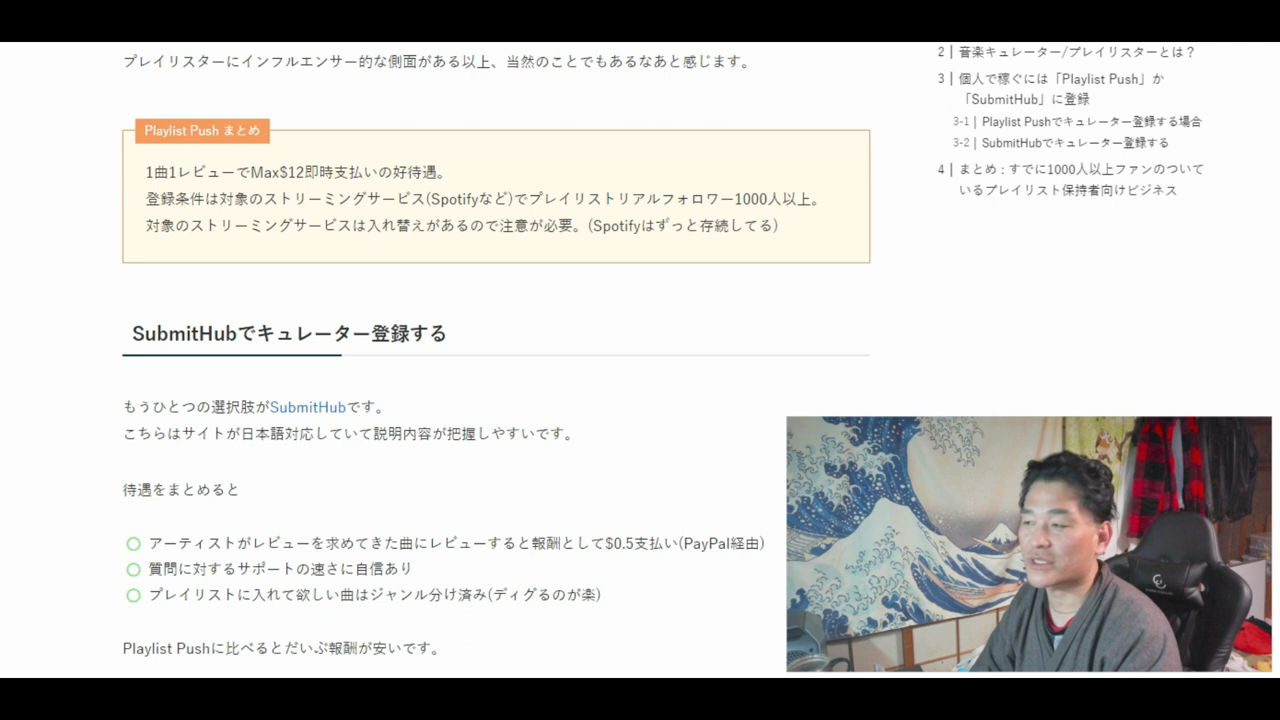 プレイリスターにインフルエンサー的な側面がある以上、当然のことでもあるなあと感じます。
Playlist Push まとめ
1曲1レビューでMax$12即時支払いの好待遇。
登録条件は対象のストリーミングサービス(Spotifyなど)でプレイリストリアルフォロワー1000人以上。
対象のストリーミングサービスは入れ替えがあるので注意が必要。(Spotifyはずっと存続してる)
SubmitHubでキュレーター登録する
もうひとつの選択肢がSubmitHubです。
こちらはサイトが日本語対応していて説明内容が把握しやすいです。
待遇をまとめると
アーティストがレビューを求めてきた曲にレビューすると報酬として$0.5支払い(PayPal経由)
質問に対するサポートの速さに自信あり
プレイリストに入れて欲しい曲はジャンル分け済み(ディグるのが楽)
Playlist Pushに比べるとだいぶ報酬が安いです。
2 音楽キュレーター/プレイリスターとは？
3 個人で稼ぐには「Playlist Push」か
「SubmitHub」に登録
3-1 Playlist Pushでキュレーター登録する場合
3-2 SubmitHubでキュレーター登録する
4 まとめ : すでに1000人以上ファンのついて
いるプレイリスト保持者向けビジネス